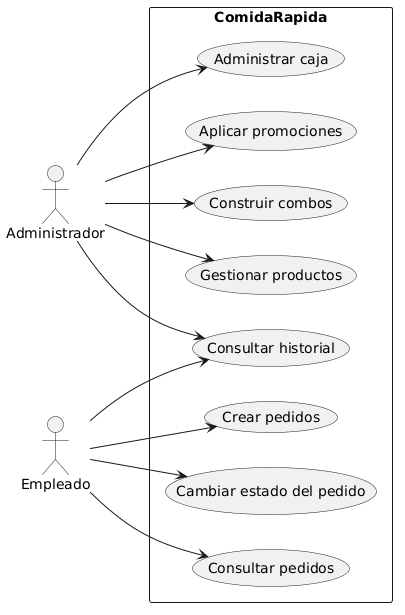 ComidaRapida
Administrar caja
Aplicar promociones
Construir combos
Administrador
Gestionar productos
Consultar historial
Crear pedidos
Empleado
Cambiar estado del pedido
Consultar pedidos